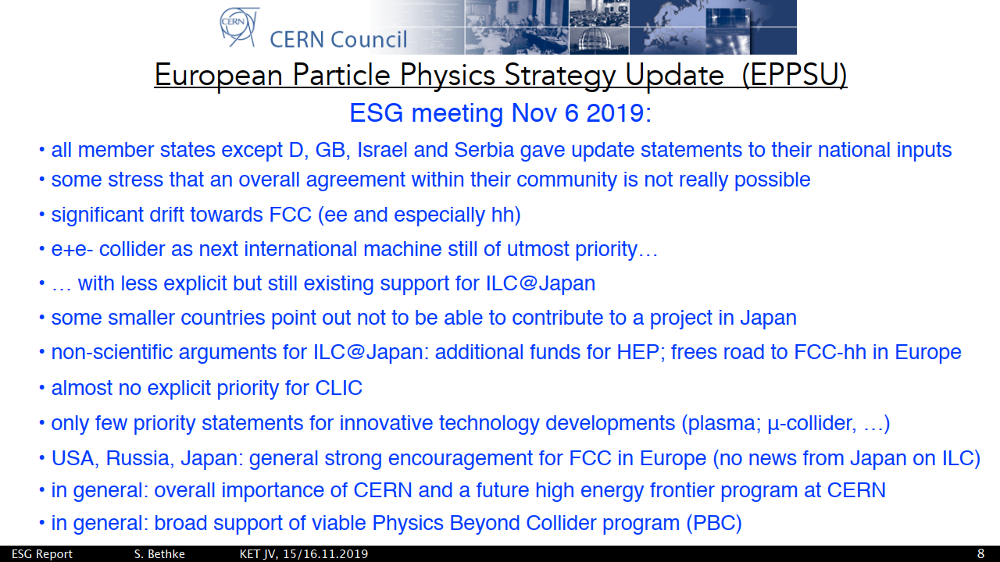 CERN
CERN Council
European Particle Physics Strategy Update (EPPSU)
ESG meeting Nov 6 2019:
• all member states except D, GB, Israel and Serbia gave update statements to their national inputs
• some stress that an overall agreement within their community is not really possible
• significant drift towards FCC (ee and especially hh)
• e+e- collider as next international machine still of utmost priority…
• … with less explicit but still existing support for ILC@Japan
• some smaller countries point out not to be able to contribute to a project in Japan
• non-scientific arguments for ILC@Japan: additional funds for HEP; frees road to FCC-hh in Europe
• almost no explicit priority for CLIC
• only few priority statements for innovative technology developments (plasma; μ-collider, …)
• USA, Russia, Japan: general strong encouragement for FCC in Europe (no news from Japan on ILC)
• in general: overall importance of CERN and a future high energy frontier program at CERN
• in general: broad support of viable Physics Beyond Collider program (PBC)
ESG Report S. Bethke KET JV, 15/16.11.2019 8